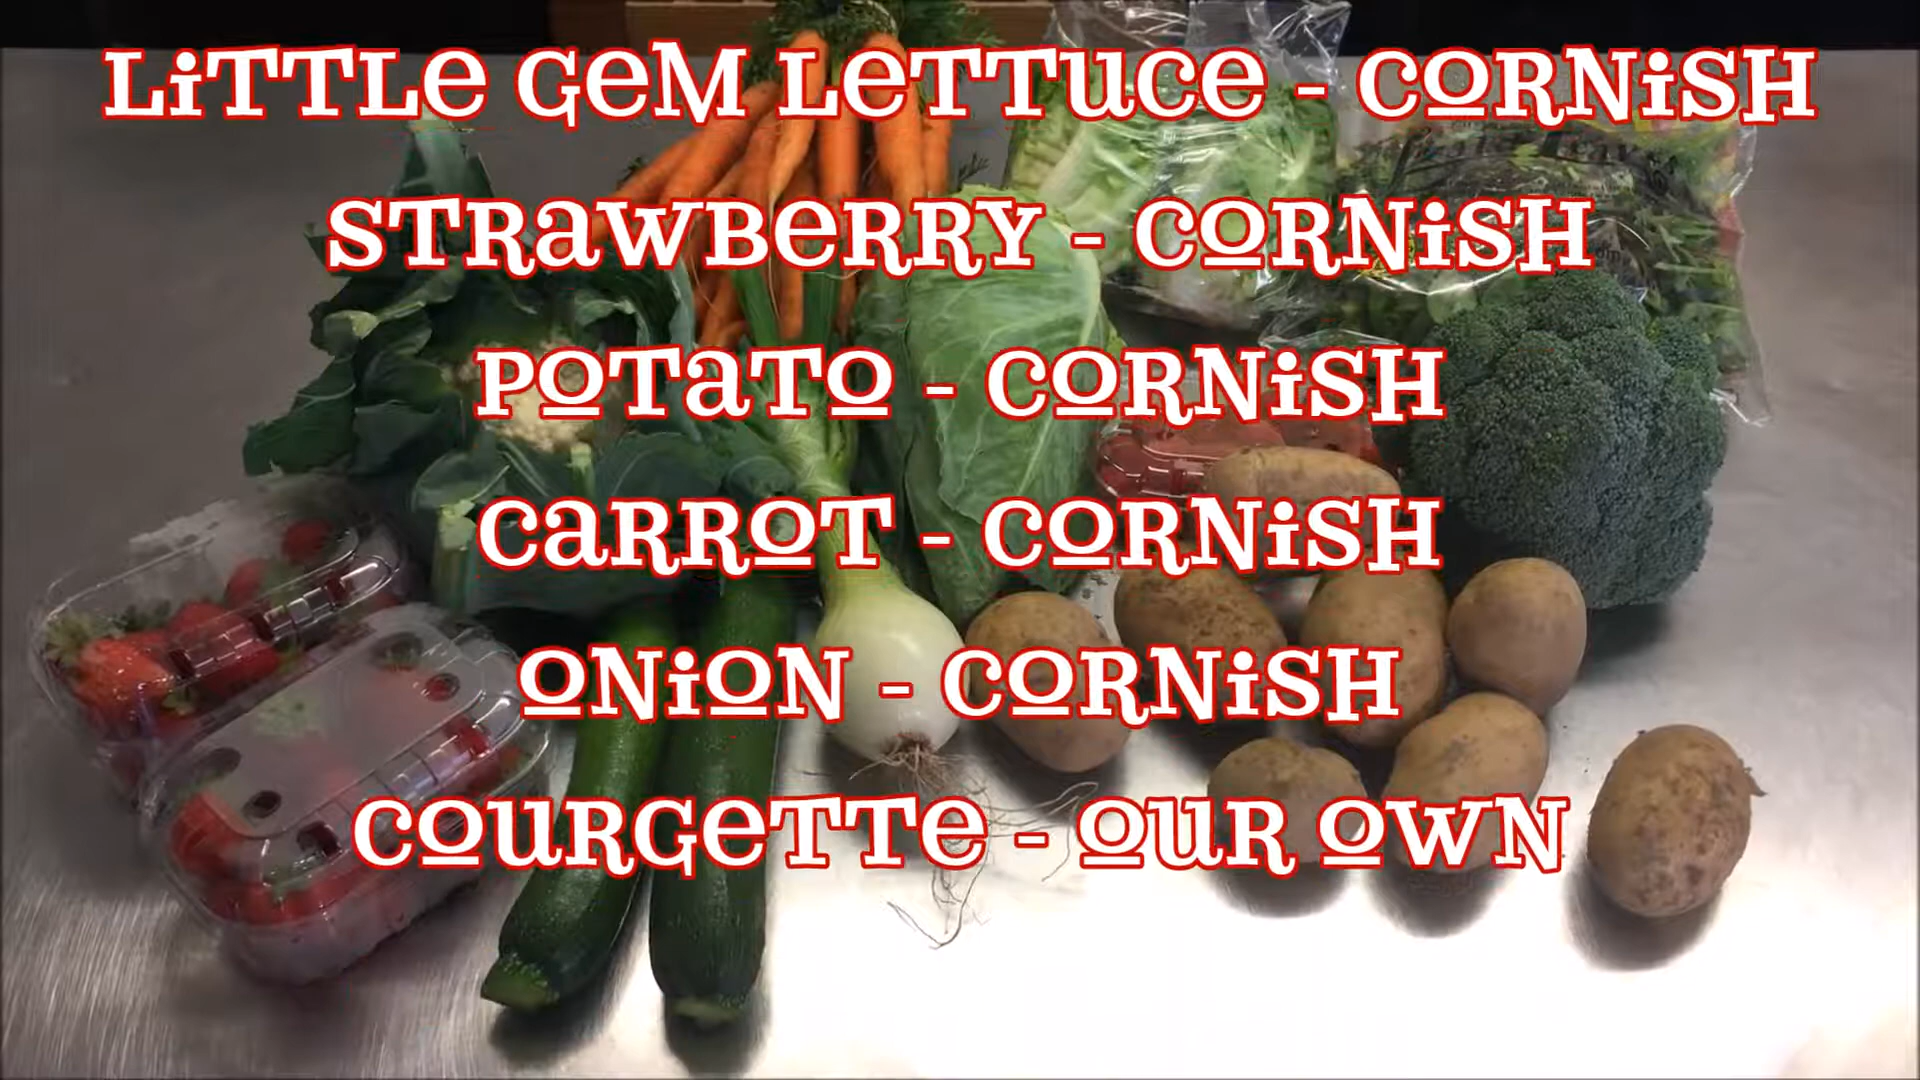 LiTTLe GeM LeTTuce - CORNiSH
STRaWBeRRY - CORNiSH
POTaTO - CORNiSH
CaRROT - CORNiSH
ONiON - CORNiSH
COuRGeTTe - OuR OWN